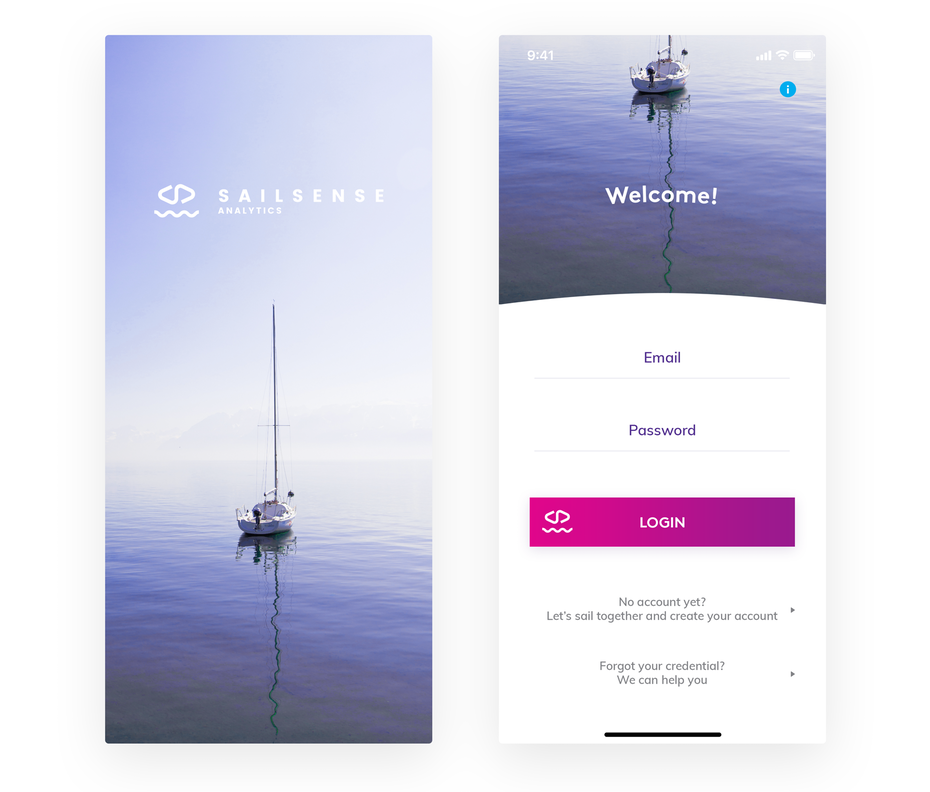 SAILSENSE
ANALYTICS
9:41
Welcome!
Email
Password
LOGIN
No account yet?
Let's sail together and create your account
Forgot your credential?
We can help you